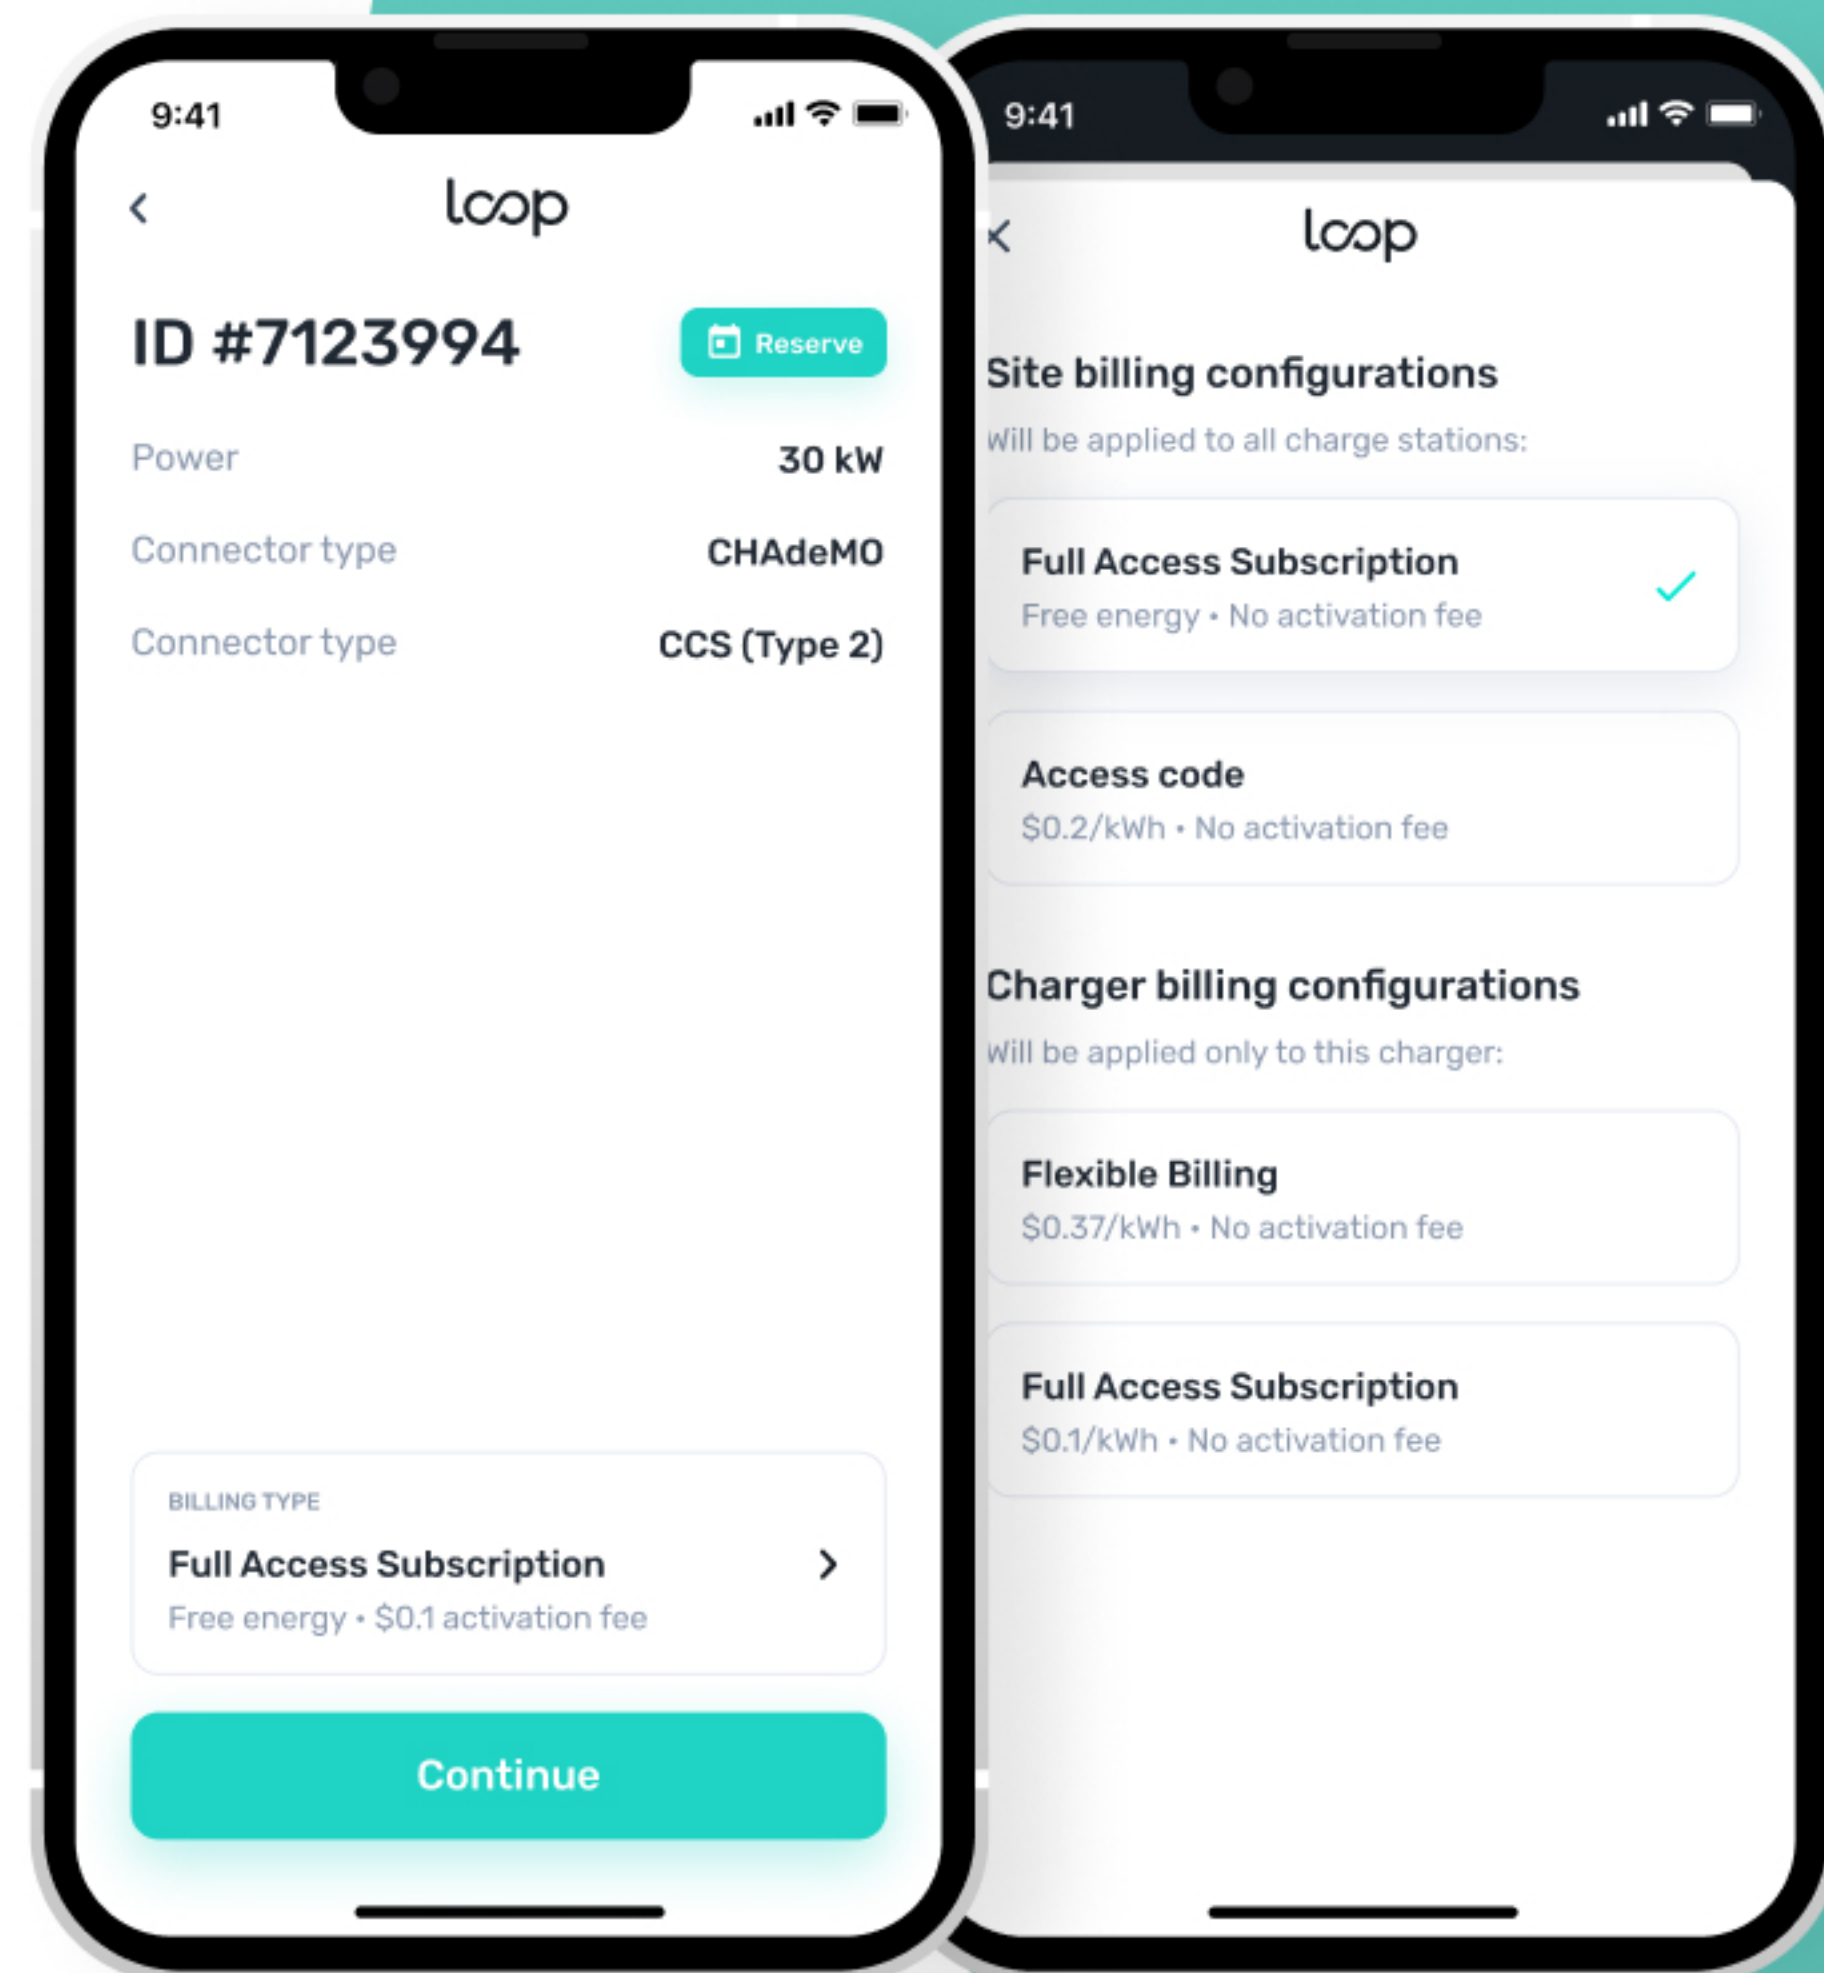 9:41
loop
ID #7123994
Reserve
Power 30 kW
Connector type CHAdeMO
Connector type CCS (Type 2)
BILLING TYPE
Full Access Subscription
Free energy • $0.1 activation fee
Continue
9:41
loop
Site billing configurations
Will be applied to all charge stations:
Full Access Subscription
Free energy • No activation fee
Access code
$0.2/kWh • No activation fee
Charger billing configurations
Will be applied only to this charger:
Flexible Billing
$0.37/kWh • No activation fee
Full Access Subscription
$0.1/kWh • No activation fee